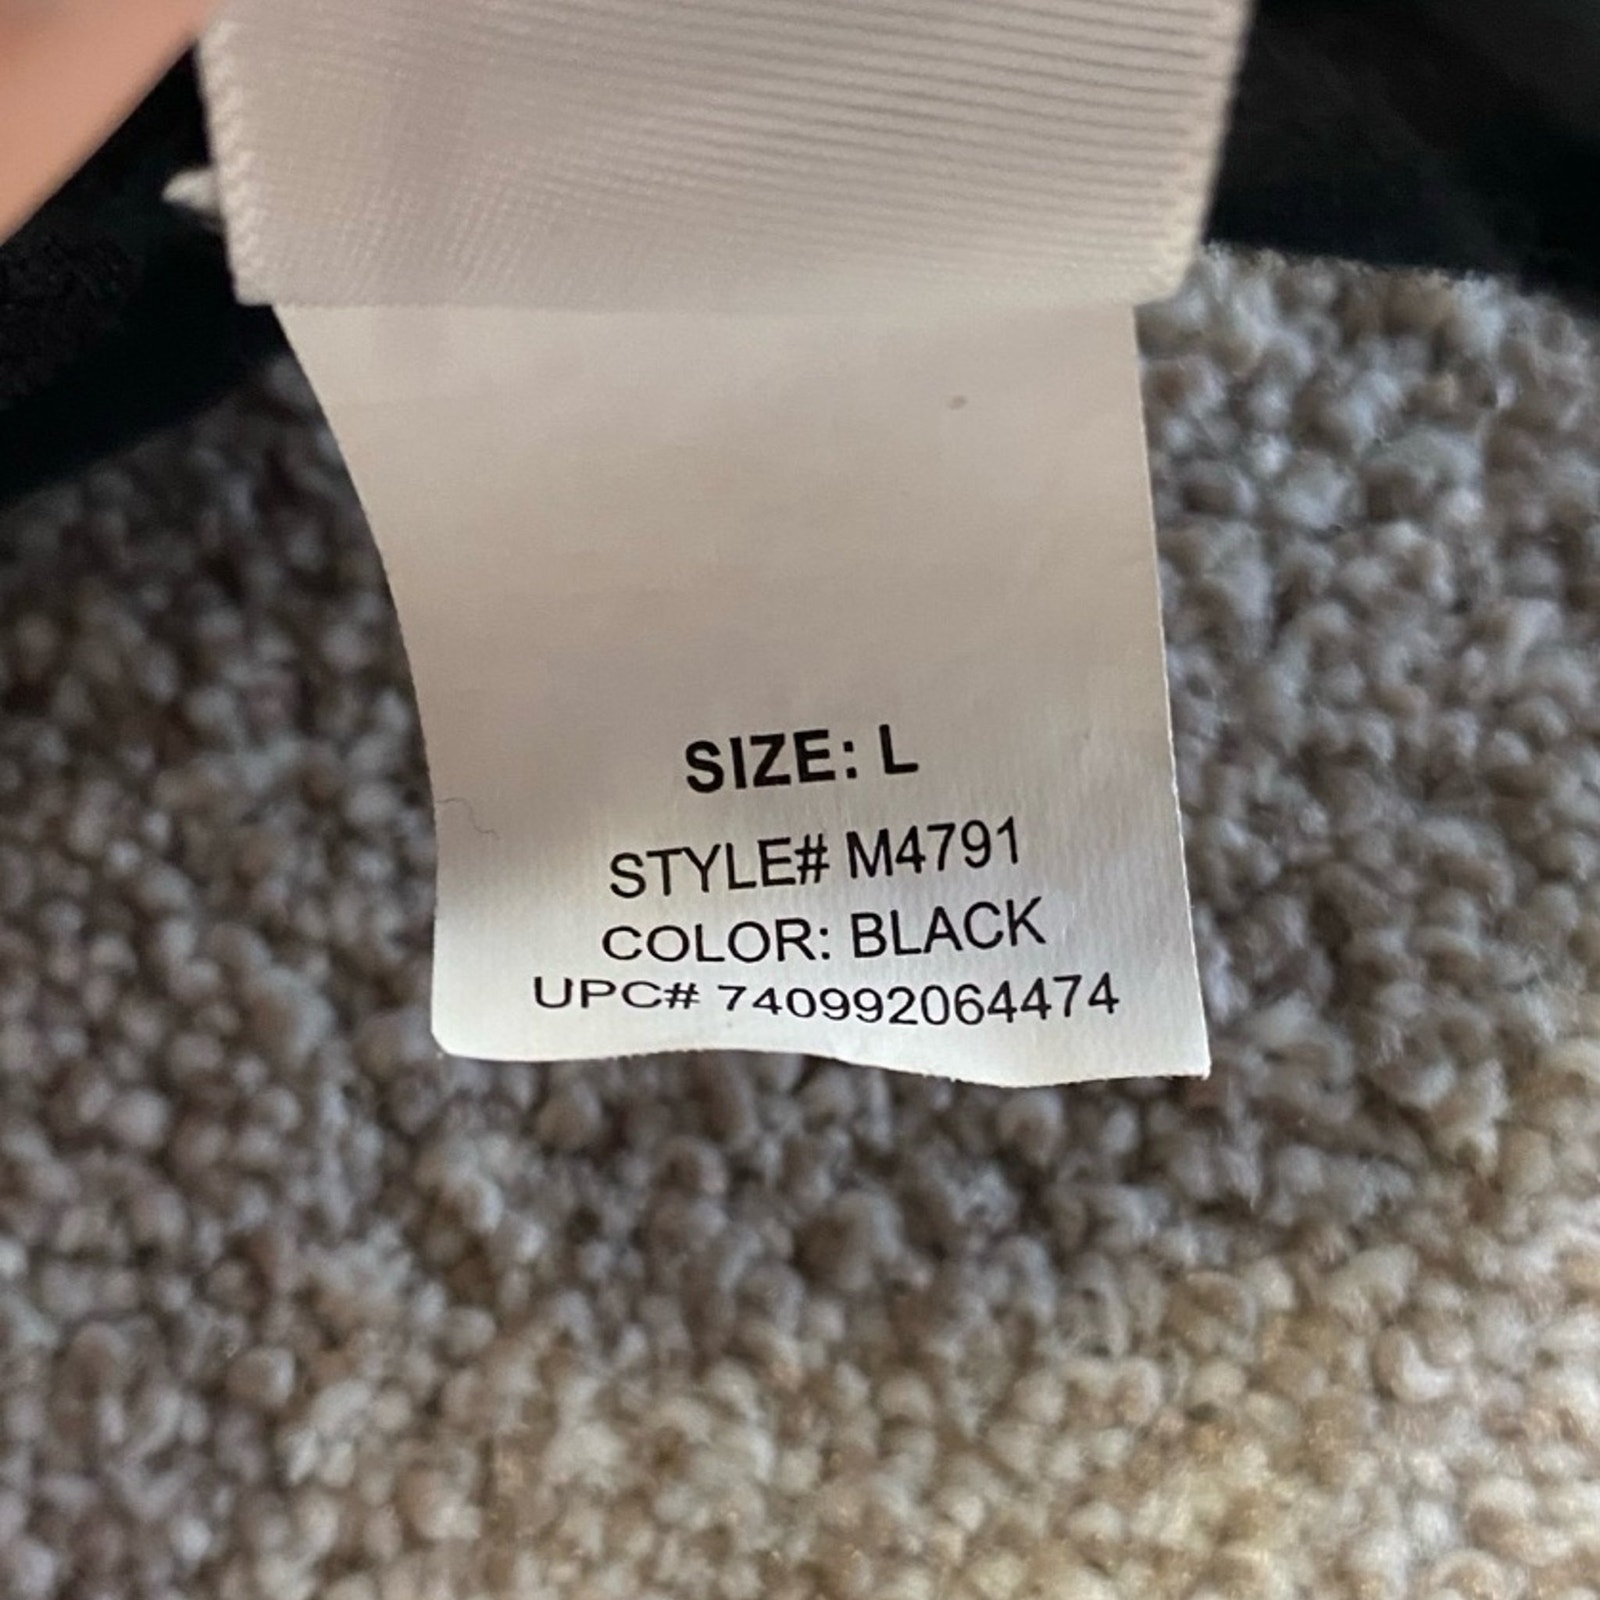 SIZE: L
STYLE# M4791
COLOR: BLACK
UPC# 740992064474